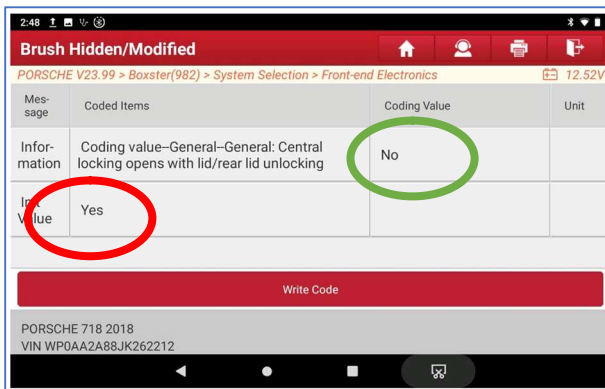 2:48
Brush Hidden/Modified
PORSCHE V23.99 > Boxster(982) > System Selection > Front-end Electronics
12.52V
Mes-
sage
Coded Items
Coding Value
Unit
Infor-
mation
Coding value--General--General: Central
locking opens with lid/rear lid unlocking
No
Init
Value
Yes
Write Code
PORSCHE 718 2018
VIN WP0AA2A88JK262212